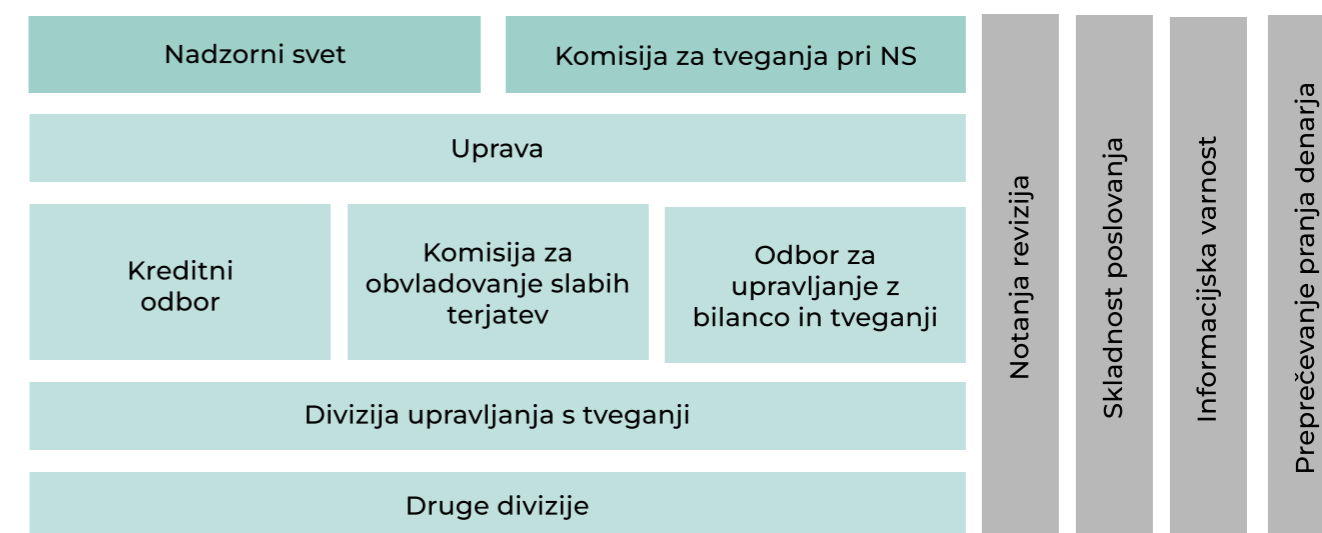 Nadzorni svet
Komisija za tveganja pri NS
Uprava
Kreditni
odbor
Komisija za
obvladovanje slabih
terjatev
Odbor za
upravljanje z
bilanco in tveganji
Divizija upravljanja s tveganji
Druge divizije
Notanja revizija
Skladnost poslovanja
Informacijska varnost
Preprečevanje pranja denarja